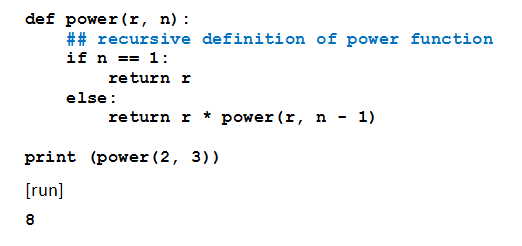 def power(r, n):
    ## recursive definition of power function
    if n == 1:
        return r
    else:
        return r * power(r, n - 1)
print (power(2, 3))
[run]
8